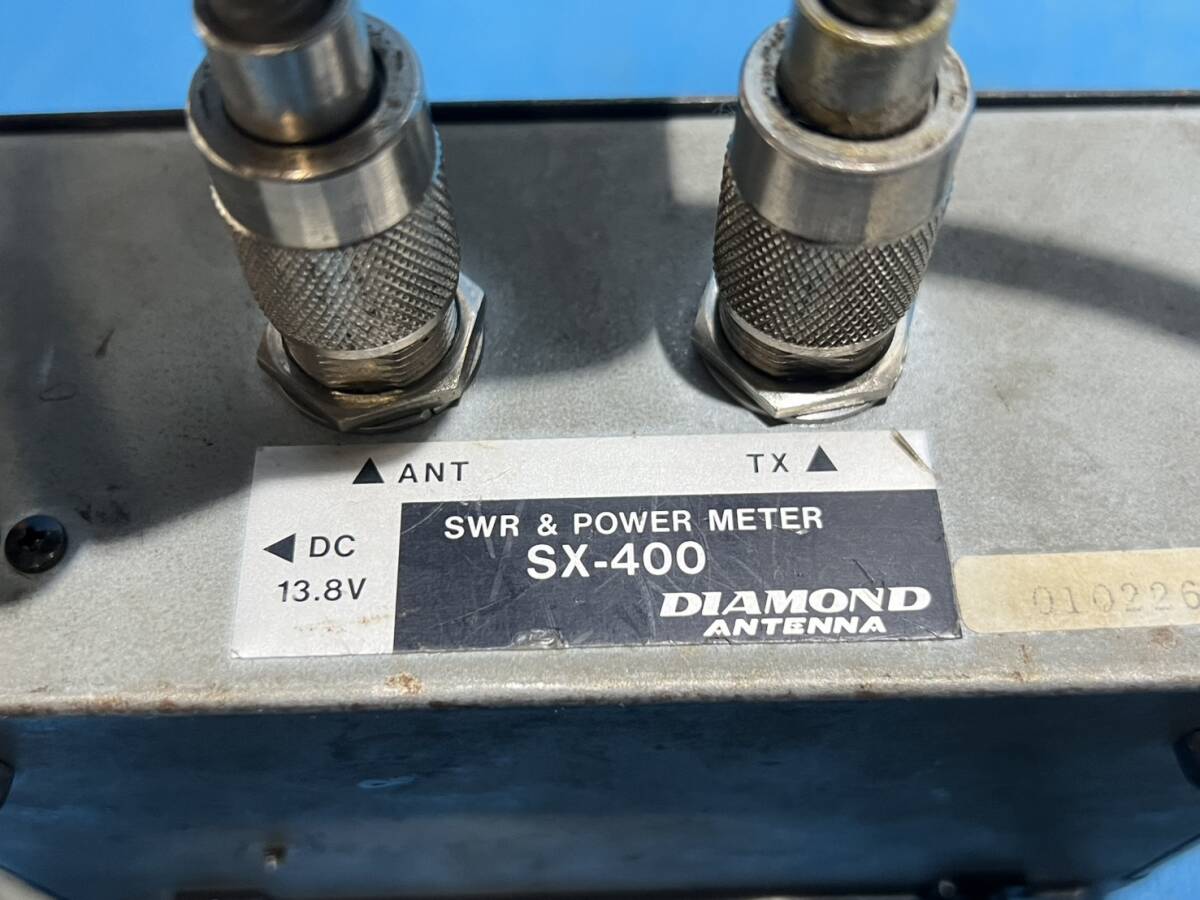 ▲ ANT
TX ▲
◀ DC
13.8V
SWR & POWER METER
SX-400
DIAMOND
ANTENNA
010226